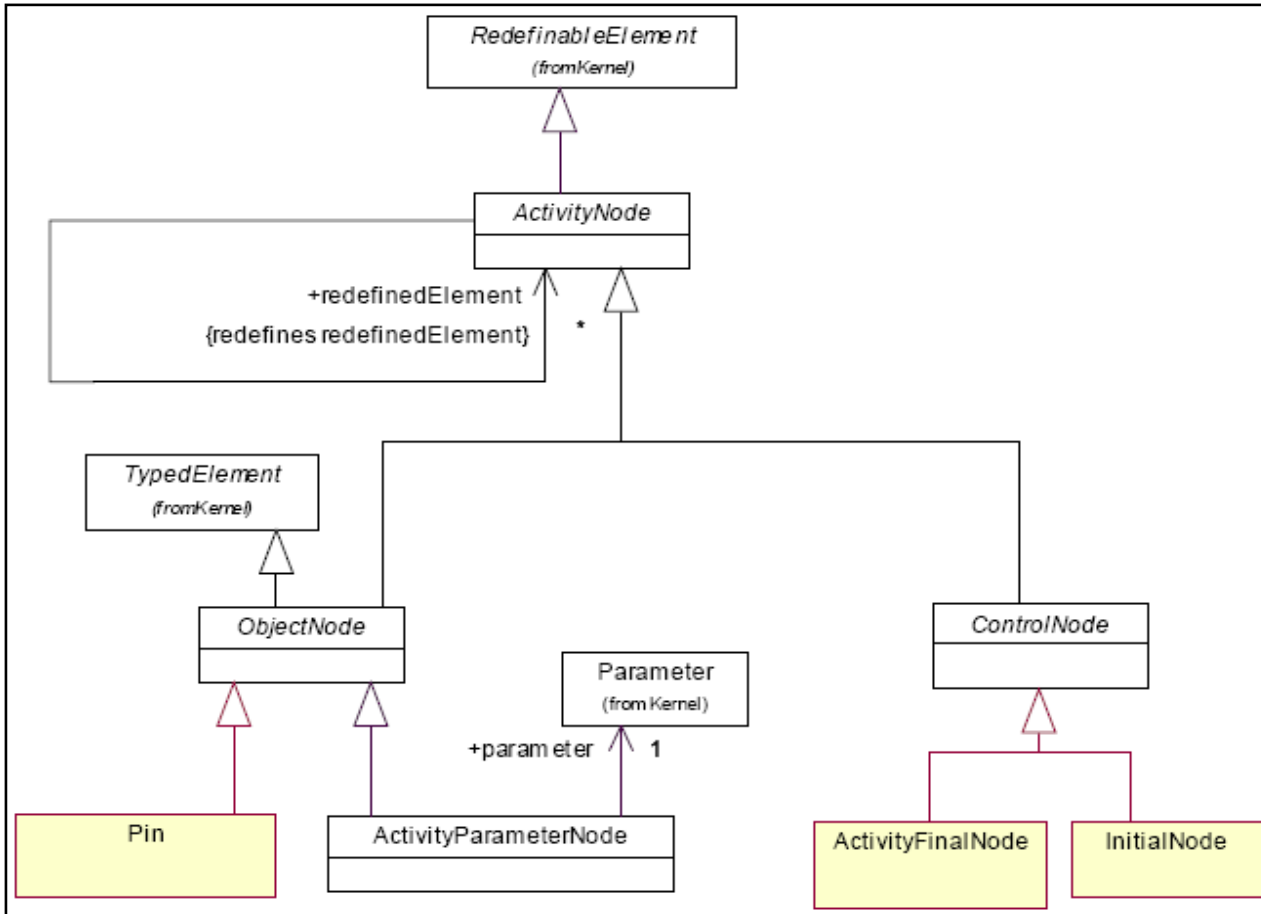 RedefinableElement
(fromKernel)
ActivityNode
+redefinedElement
{redefines redefinedElement}
*
TypedElement
(fromKernel)
ObjectNode
ControlNode
Parameter
(from Kernel)
+parameter 1
Pin
ActivityParameterNode
ActivityFinalNode
InitialNode